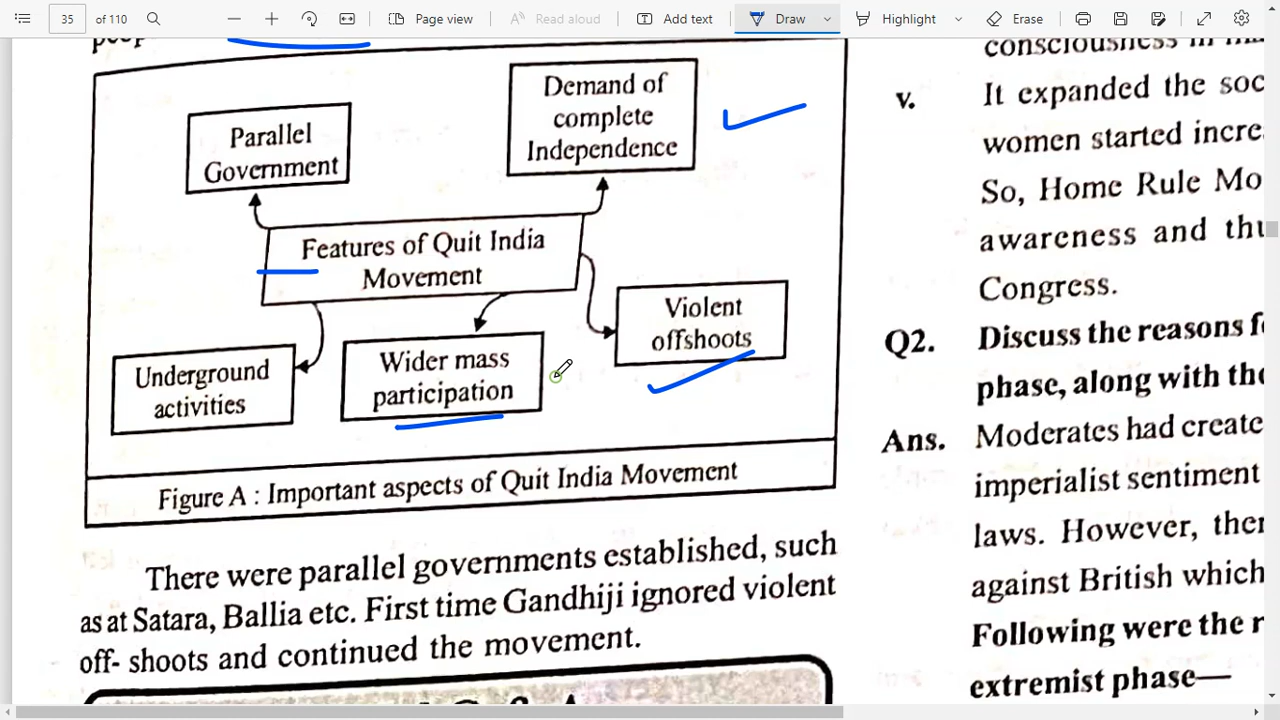 35
of 110
Page view
Read aloud
Add text
Draw
Highlight
Erase
Parallel
Government
Demand of
complete
Independence
Features of Quit India
Movement
Underground
activities
Wider mass
participation
Violent
offshoots
Figure A : Important aspects of Quit India Movement
There were parallel governments established, such
as at Satara, Ballia etc. First time Gandhiji ignored violent
off- shoots and continued the movement.
consciousness in
v. It expanded the soc
women started incre
So, Home Rule Mo
awareness and thu
Congress.
Q2. Discuss the reasons f
phase, along with the
Ans. Moderates had create
imperialist sentiment
laws. However, ther
against British which
Following were the r
extremist phase—